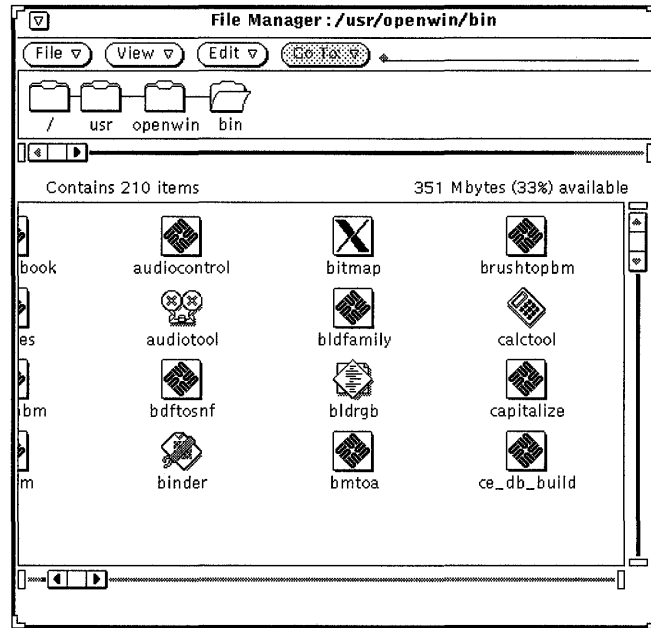 File Manager : /usr/openwin/bin
File View Edit Go To:
/ usr openwin bin
Contains 210 items 351 Mbytes (33%) available
book audiocontrol bitmap brushtopbm
es audiotool bldfamily calctool
bm bdftosnf bldrgb capitalize
m binder bmtoa ce_db_build